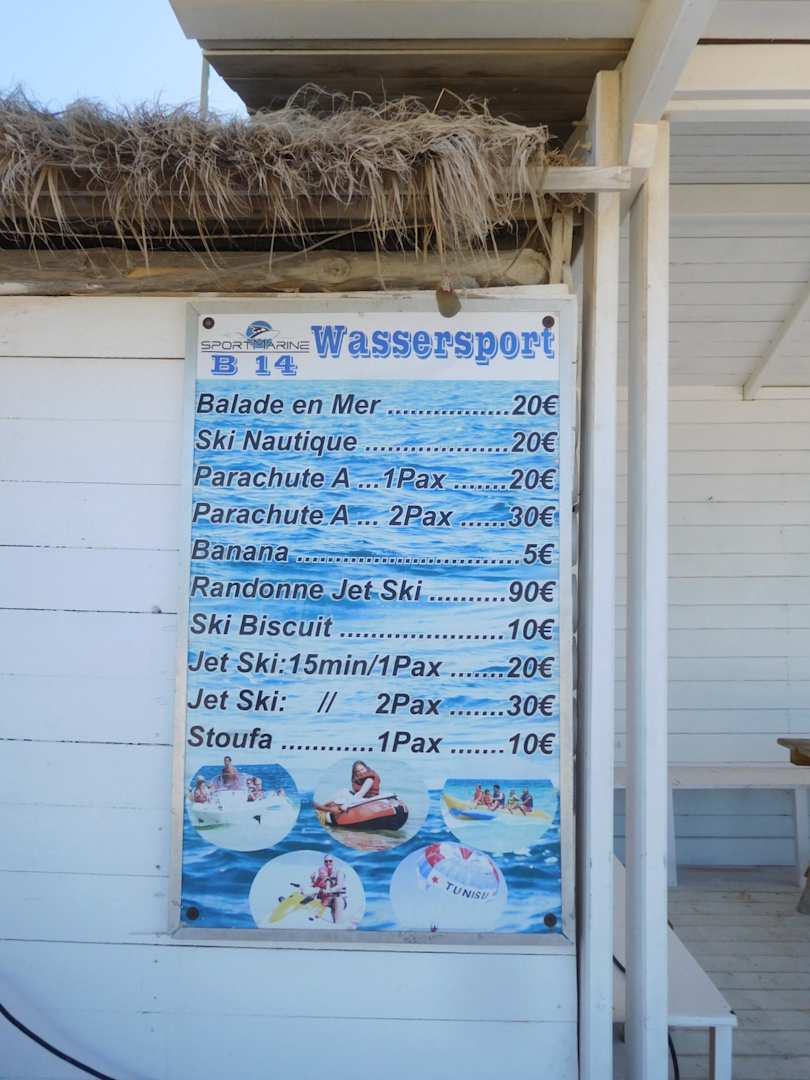 SPORTMARINE
B 14
Wassersport
Balade en Mer ................20€
Ski Nautique ...................20€
Parachute A ...1Pax .......20€
Parachute A ... 2Pax ......30€
Banana .................................5€
Randonne Jet Ski ..........90€
Ski Biscuit ......................10€
Jet Ski:15min/1Pax .......20€
Jet Ski: // 2Pax .......30€
Stoufa ............1Pax .......10€
TUNISI